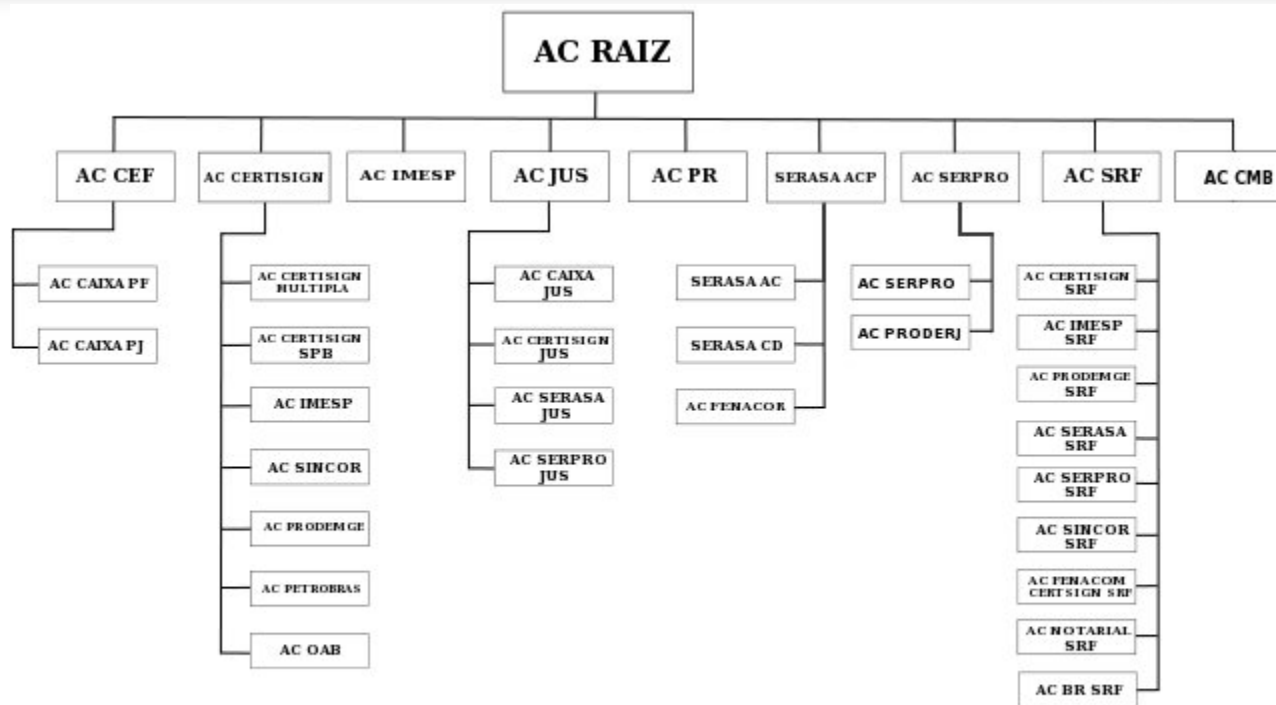 AC RAIZ
AC CEF
AC CERTISIGN
AC IMESP
AC JUS
AC PR
SERASA ACP
AC SERPRO
AC SRF
AC CMB
AC CAIXA PF
AC CAIXA PJ
AC CERTISIGN
MULTIPLA
AC CERTISIGN
SPB
AC IMESP
AC SINCOR
AC PRODEMGE
AC PETROBRAS
AC OAB
AC CAIXA
JUS
AC CERTISIGN
JUS
AC SERASA
JUS
AC SERPRO
JUS
SERASA AC
SERASA CD
AC FENACOR
AC SERPRO
AC PRODERJ
AC CERTISIGN
SRF
AC IMESP
SRF
AC PRODEMGE
SRF
AC SERASA
SRF
AC SERPRO
SRF
AC SINCOR
SRF
AC FENACOM
CERTSIGN SRF
AC NOTARIAL
SRF
AC BR SRF